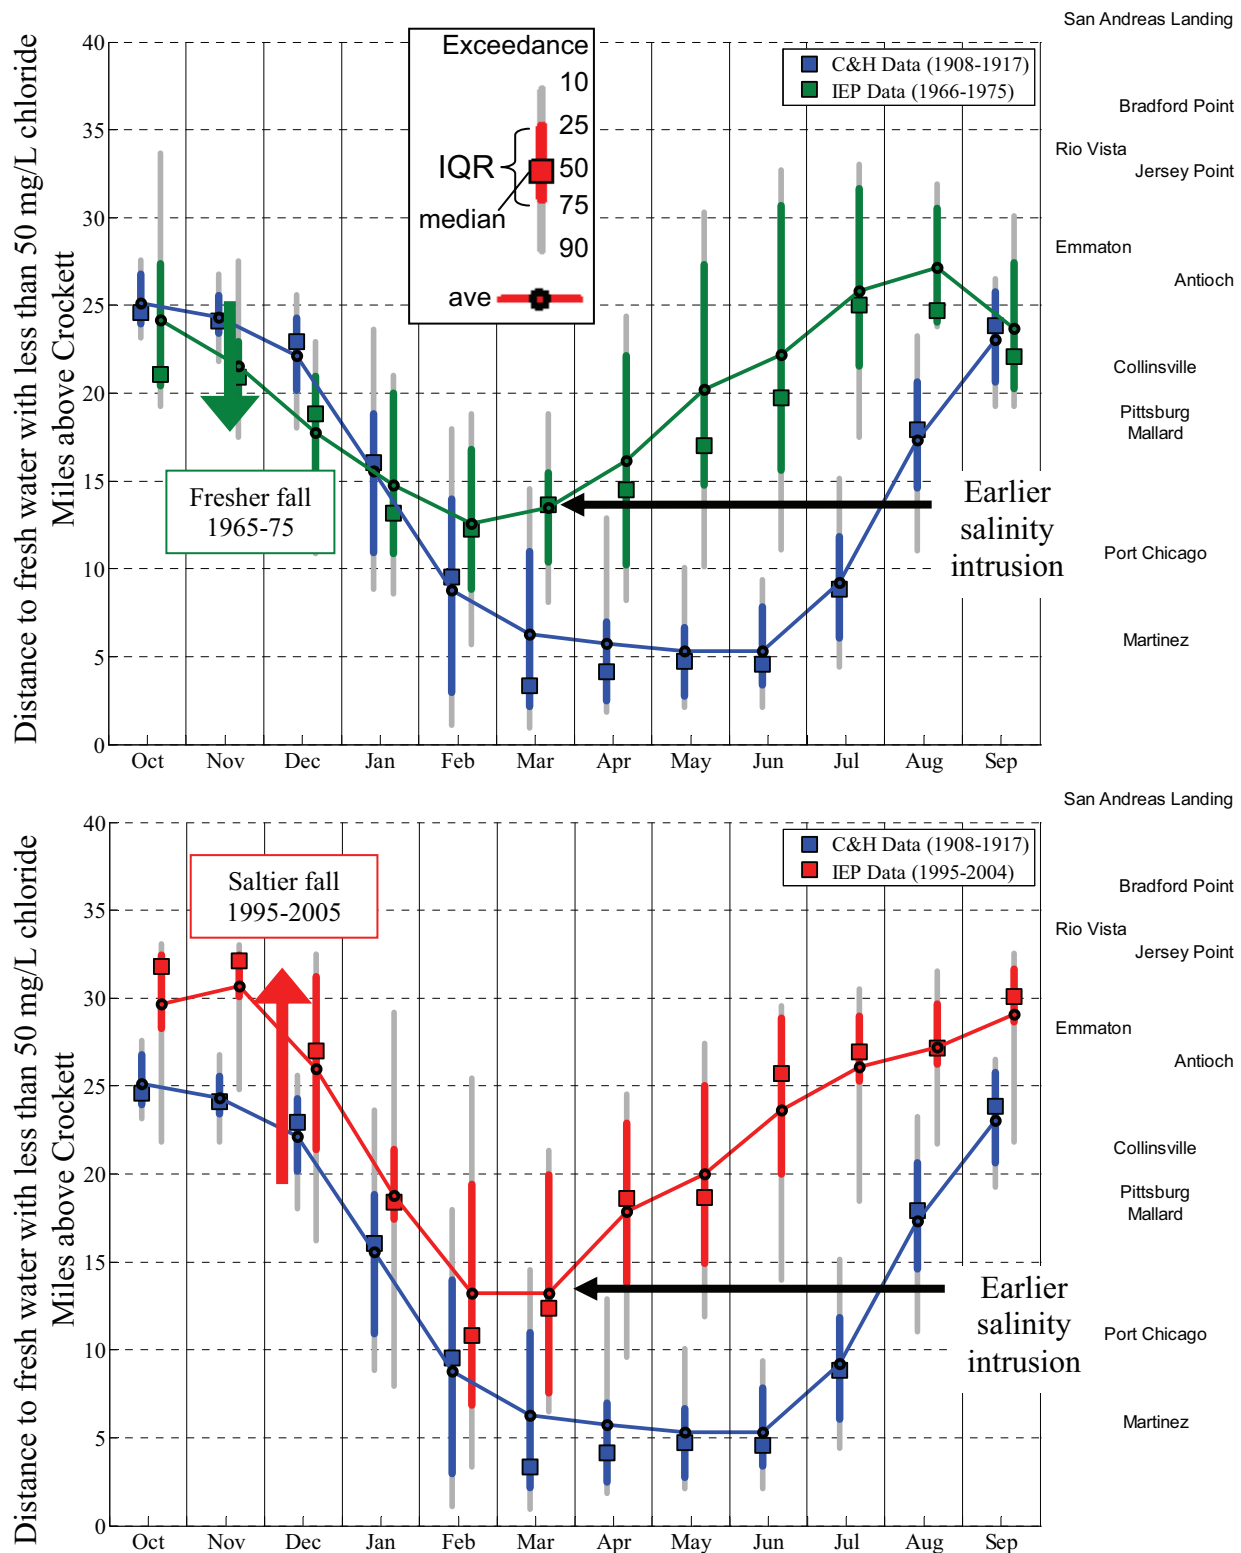 San Andreas Landing
Distance to fresh water with less than 50 mg/L chloride
Miles above Crockett
40
35
30
25
20
15
10
5
0
Exceedance
10
25
IQR
50
75
median
90
ave
C&H Data (1908-1917)
IEP Data (1966-1975)
Bradford Point
Rio Vista
Jersey Point
Emmaton
Antioch
Collinsville
Pittsburg
Mallard
Port Chicago
Martinez
Fresher fall
1965-75
Earlier
salinity
intrusion
Oct Nov Dec Jan Feb Mar Apr May Jun Jul Aug Sep
San Andreas Landing
Distance to fresh water with less than 50 mg/L chloride
Miles above Crockett
40
35
30
25
20
15
10
5
0
Saltier fall
1995-2005
C&H Data (1908-1917)
IEP Data (1995-2004)
Bradford Point
Rio Vista
Jersey Point
Emmaton
Antioch
Collinsville
Pittsburg
Mallard
Port Chicago
Martinez
Earlier
salinity
intrusion
Oct Nov Dec Jan Feb Mar Apr May Jun Jul Aug Sep